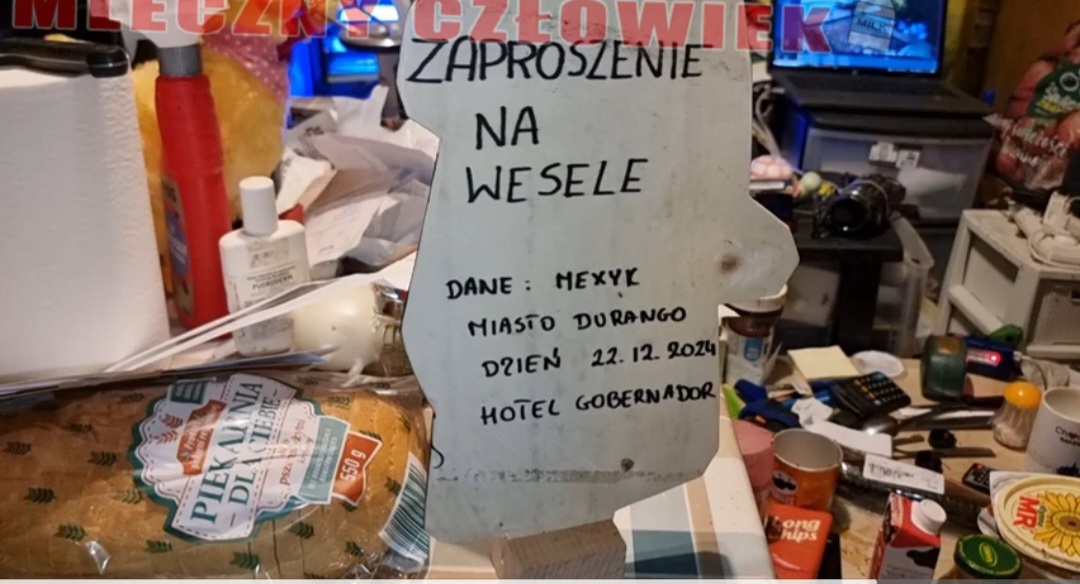 MLECZNY CZŁOWIEK
ZAPROSZENIE
NA
WESELE
DANE : MEXYK
MIASTO DURANGO
DZIEŃ 22.12.2024
HOTEL GOBERNADOR
PIEKARNIA
DLA CIEBIE
550 g
MR